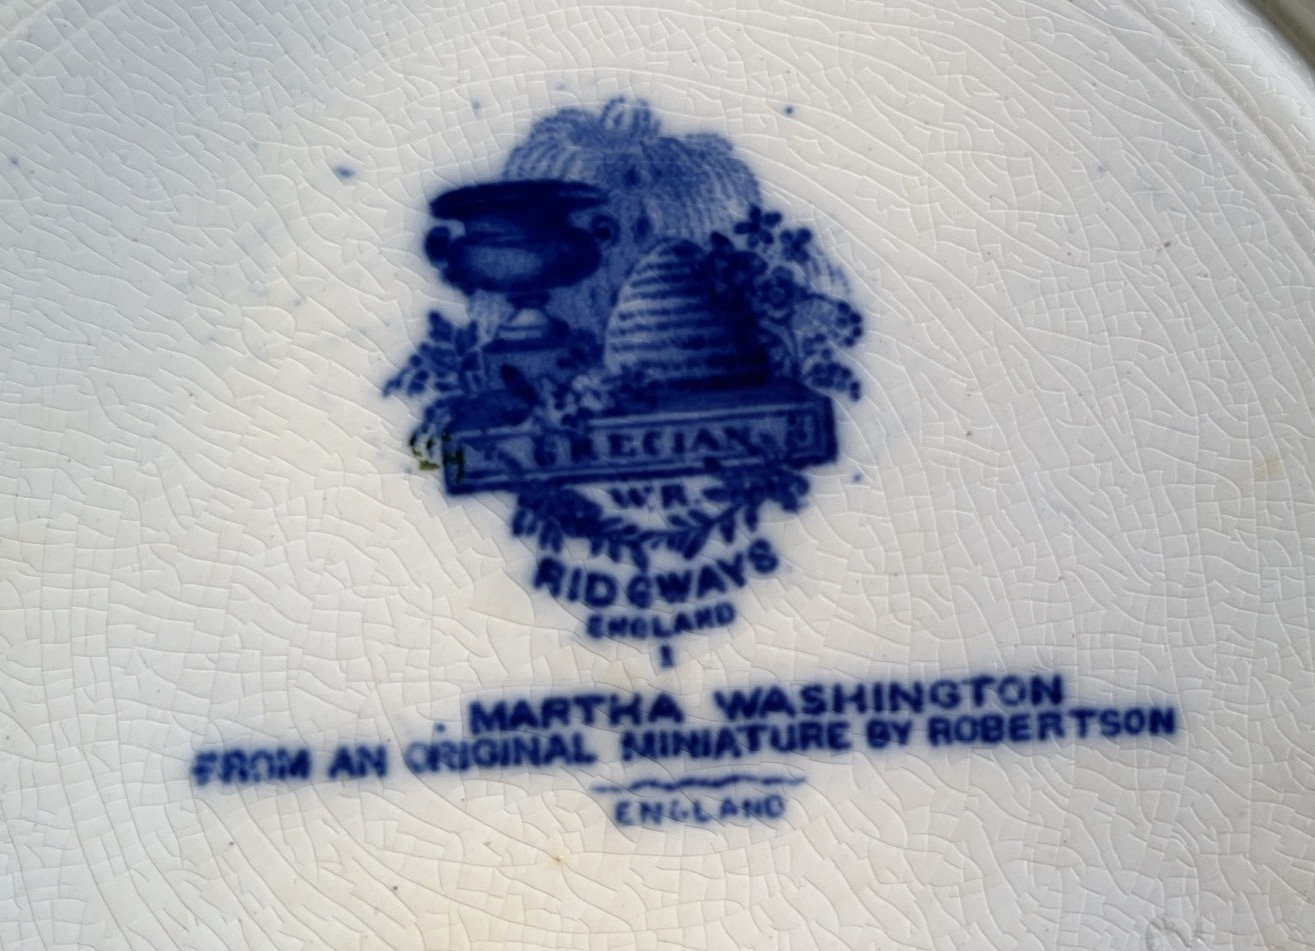 GRECIAN
W.R.
RIDGWAYS
ENGLAND
1
. MARTHA WASHINGTON
FROM AN ORIGINAL MINIATURE BY ROBERTSON
ENGLAND